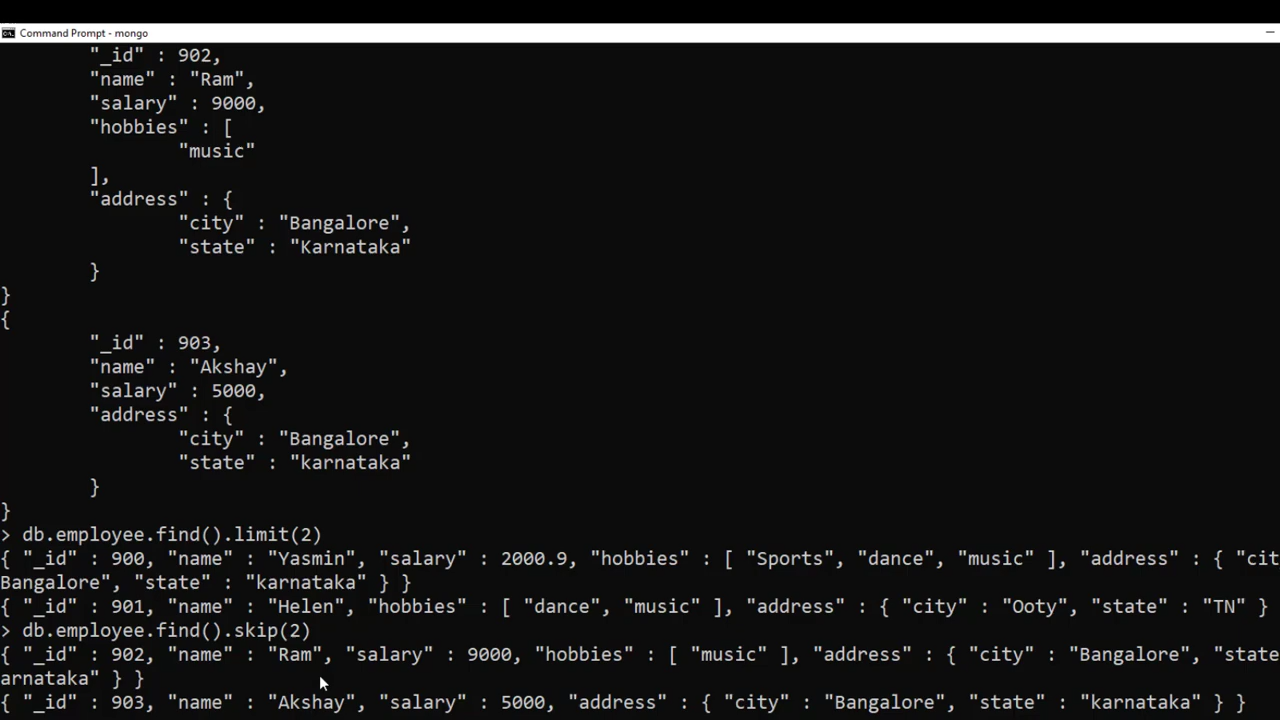 Command Prompt - mongo
"_id" : 902,
"name" : "Ram",
"salary" : 9000,
"hobbies" : [
"music"
],
"address" : {
"city" : "Bangalore",
"state" : "Karnataka"
}
}
{
"_id" : 903,
"name" : "Akshay",
"salary" : 5000,
"address" : {
"city" : "Bangalore",
"state" : "karnataka"
}
}
> db.employee.find().limit(2)
{ "_id" : 900, "name" : "Yasmin", "salary" : 2000.9, "hobbies" : [ "Sports", "dance", "music" ], "address" : { "cit
Bangalore", "state" : "karnataka" } }
{ "_id" : 901, "name" : "Helen", "hobbies" : [ "dance", "music" ], "address" : { "city" : "Ooty", "state" : "TN" }
> db.employee.find().skip(2)
{ "_id" : 902, "name" : "Ram", "salary" : 9000, "hobbies" : [ "music" ], "address" : { "city" : "Bangalore", "state
arnataka" } }
{ "_id" : 903, "name" : "Akshay", "salary" : 5000, "address" : { "city" : "Bangalore", "state" : "karnataka" } }